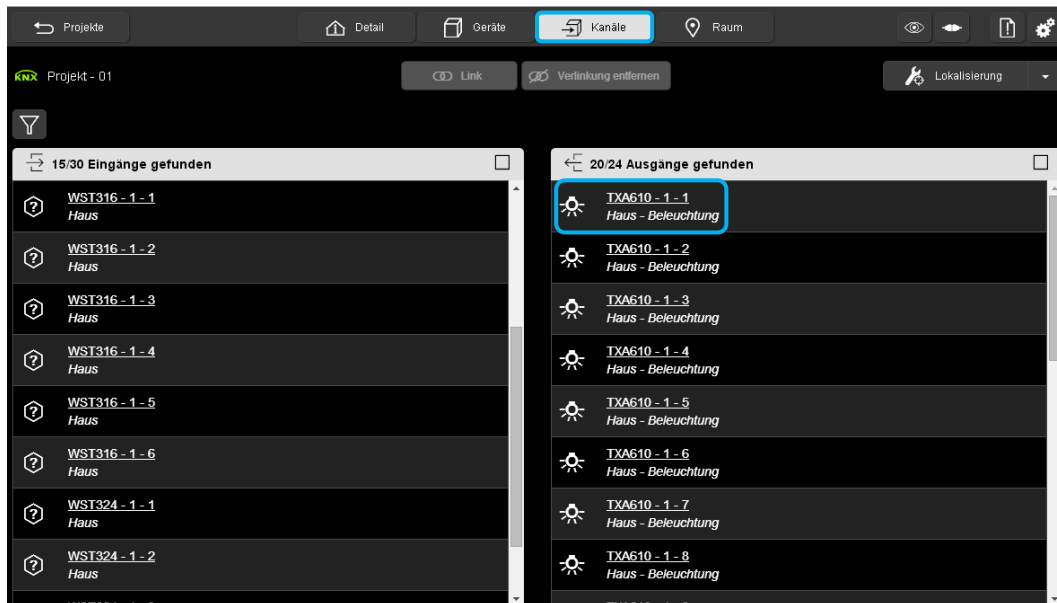 Projekte
Detail
Geräte
Kanäle
Raum
KNX Projekt - 01
Link
Verlinkung entfernen
Lokalisierung
15/30 Eingänge gefunden
WST316 - 1 - 1
Haus
WST316 - 1 - 2
Haus
WST316 - 1 - 3
Haus
WST316 - 1 - 4
Haus
WST316 - 1 - 5
Haus
WST316 - 1 - 6
Haus
WST324 - 1 - 1
Haus
WST324 - 1 - 2
Haus
20/24 Ausgänge gefunden
TXA610 - 1 - 1
Haus - Beleuchtung
TXA610 - 1 - 2
Haus - Beleuchtung
TXA610 - 1 - 3
Haus - Beleuchtung
TXA610 - 1 - 4
Haus - Beleuchtung
TXA610 - 1 - 5
Haus - Beleuchtung
TXA610 - 1 - 6
Haus - Beleuchtung
TXA610 - 1 - 7
Haus - Beleuchtung
TXA610 - 1 - 8
Haus - Beleuchtung